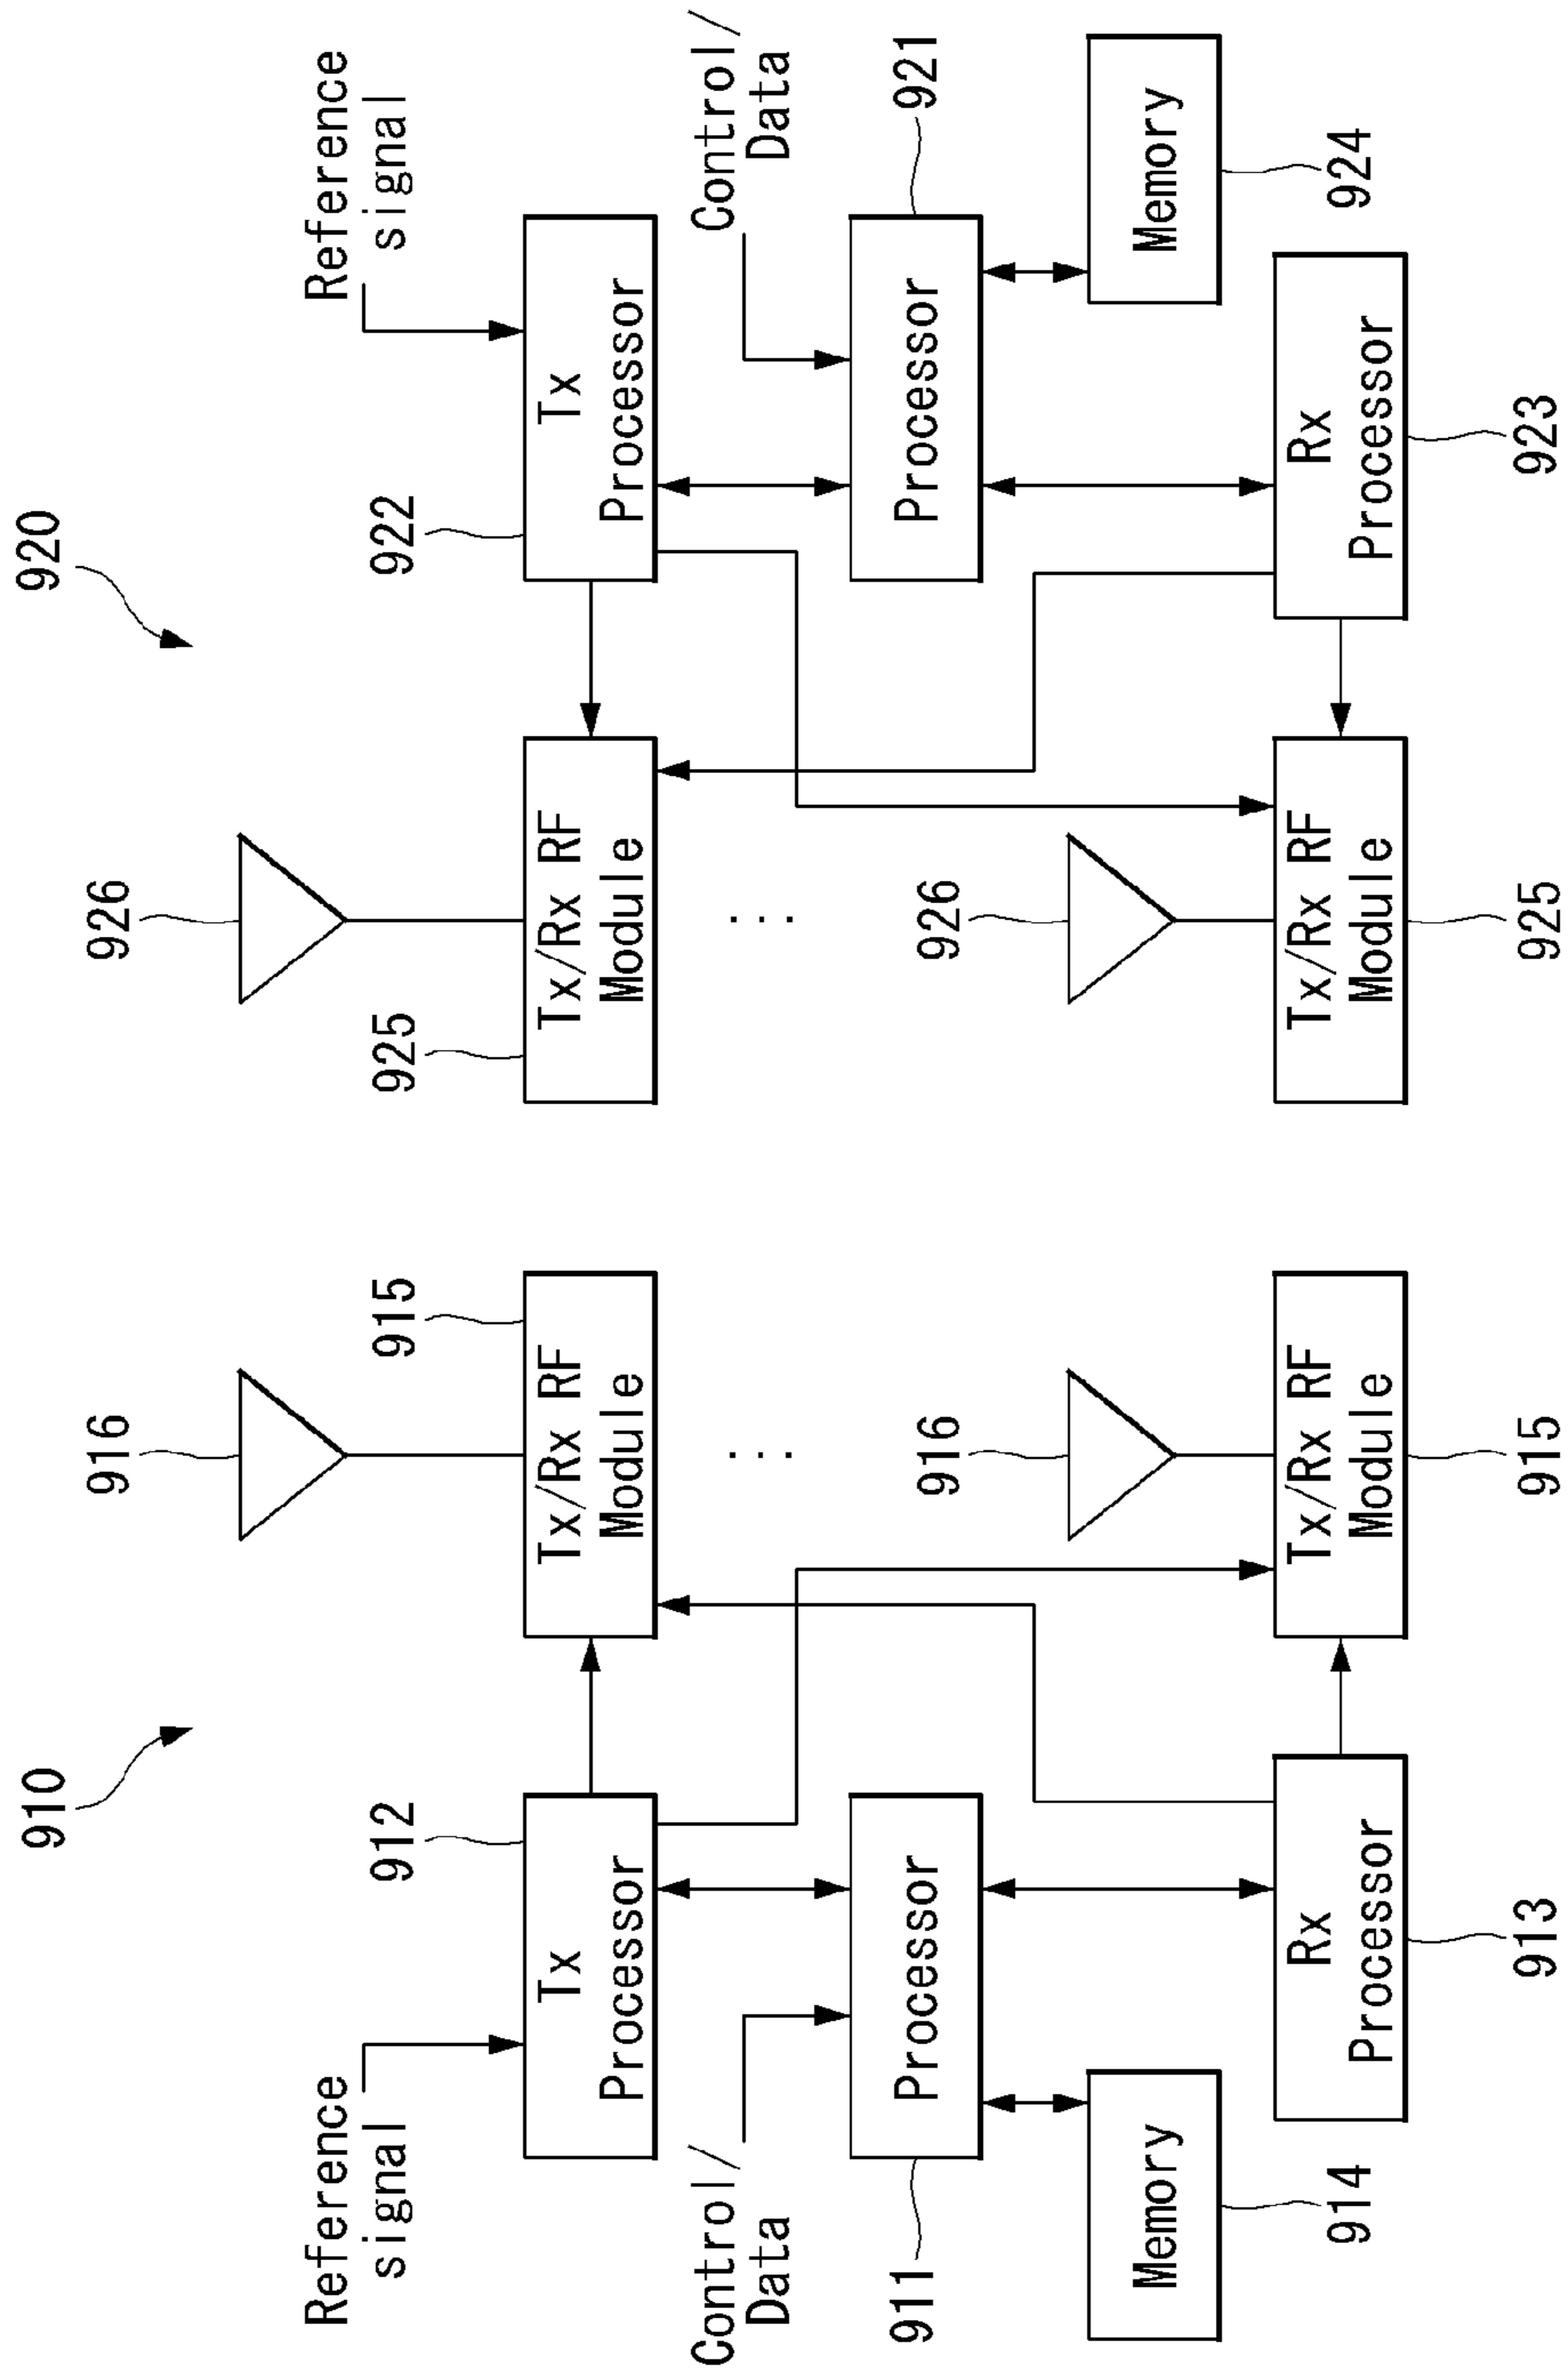 910
920
916
926
Reference
signal
912
915
925
922
Reference
signal
Tx
Processor
Tx/Rx RF
Module
Tx/Rx RF
Module
Tx
Processor
Control/
Data
...
...
Control/
Data
911
Processor
916
926
Processor
921
Memory
914
Memory
924
Rx
Processor
Tx/Rx RF
Module
Tx/Rx RF
Module
Rx
Processor
913
915
925
923